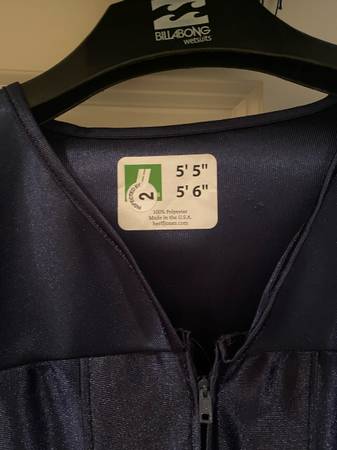 BILLABONG
wetsuits
5' 5"
5' 6"
2
100% Polyester
Made in the U.S.A.
herffjones.com